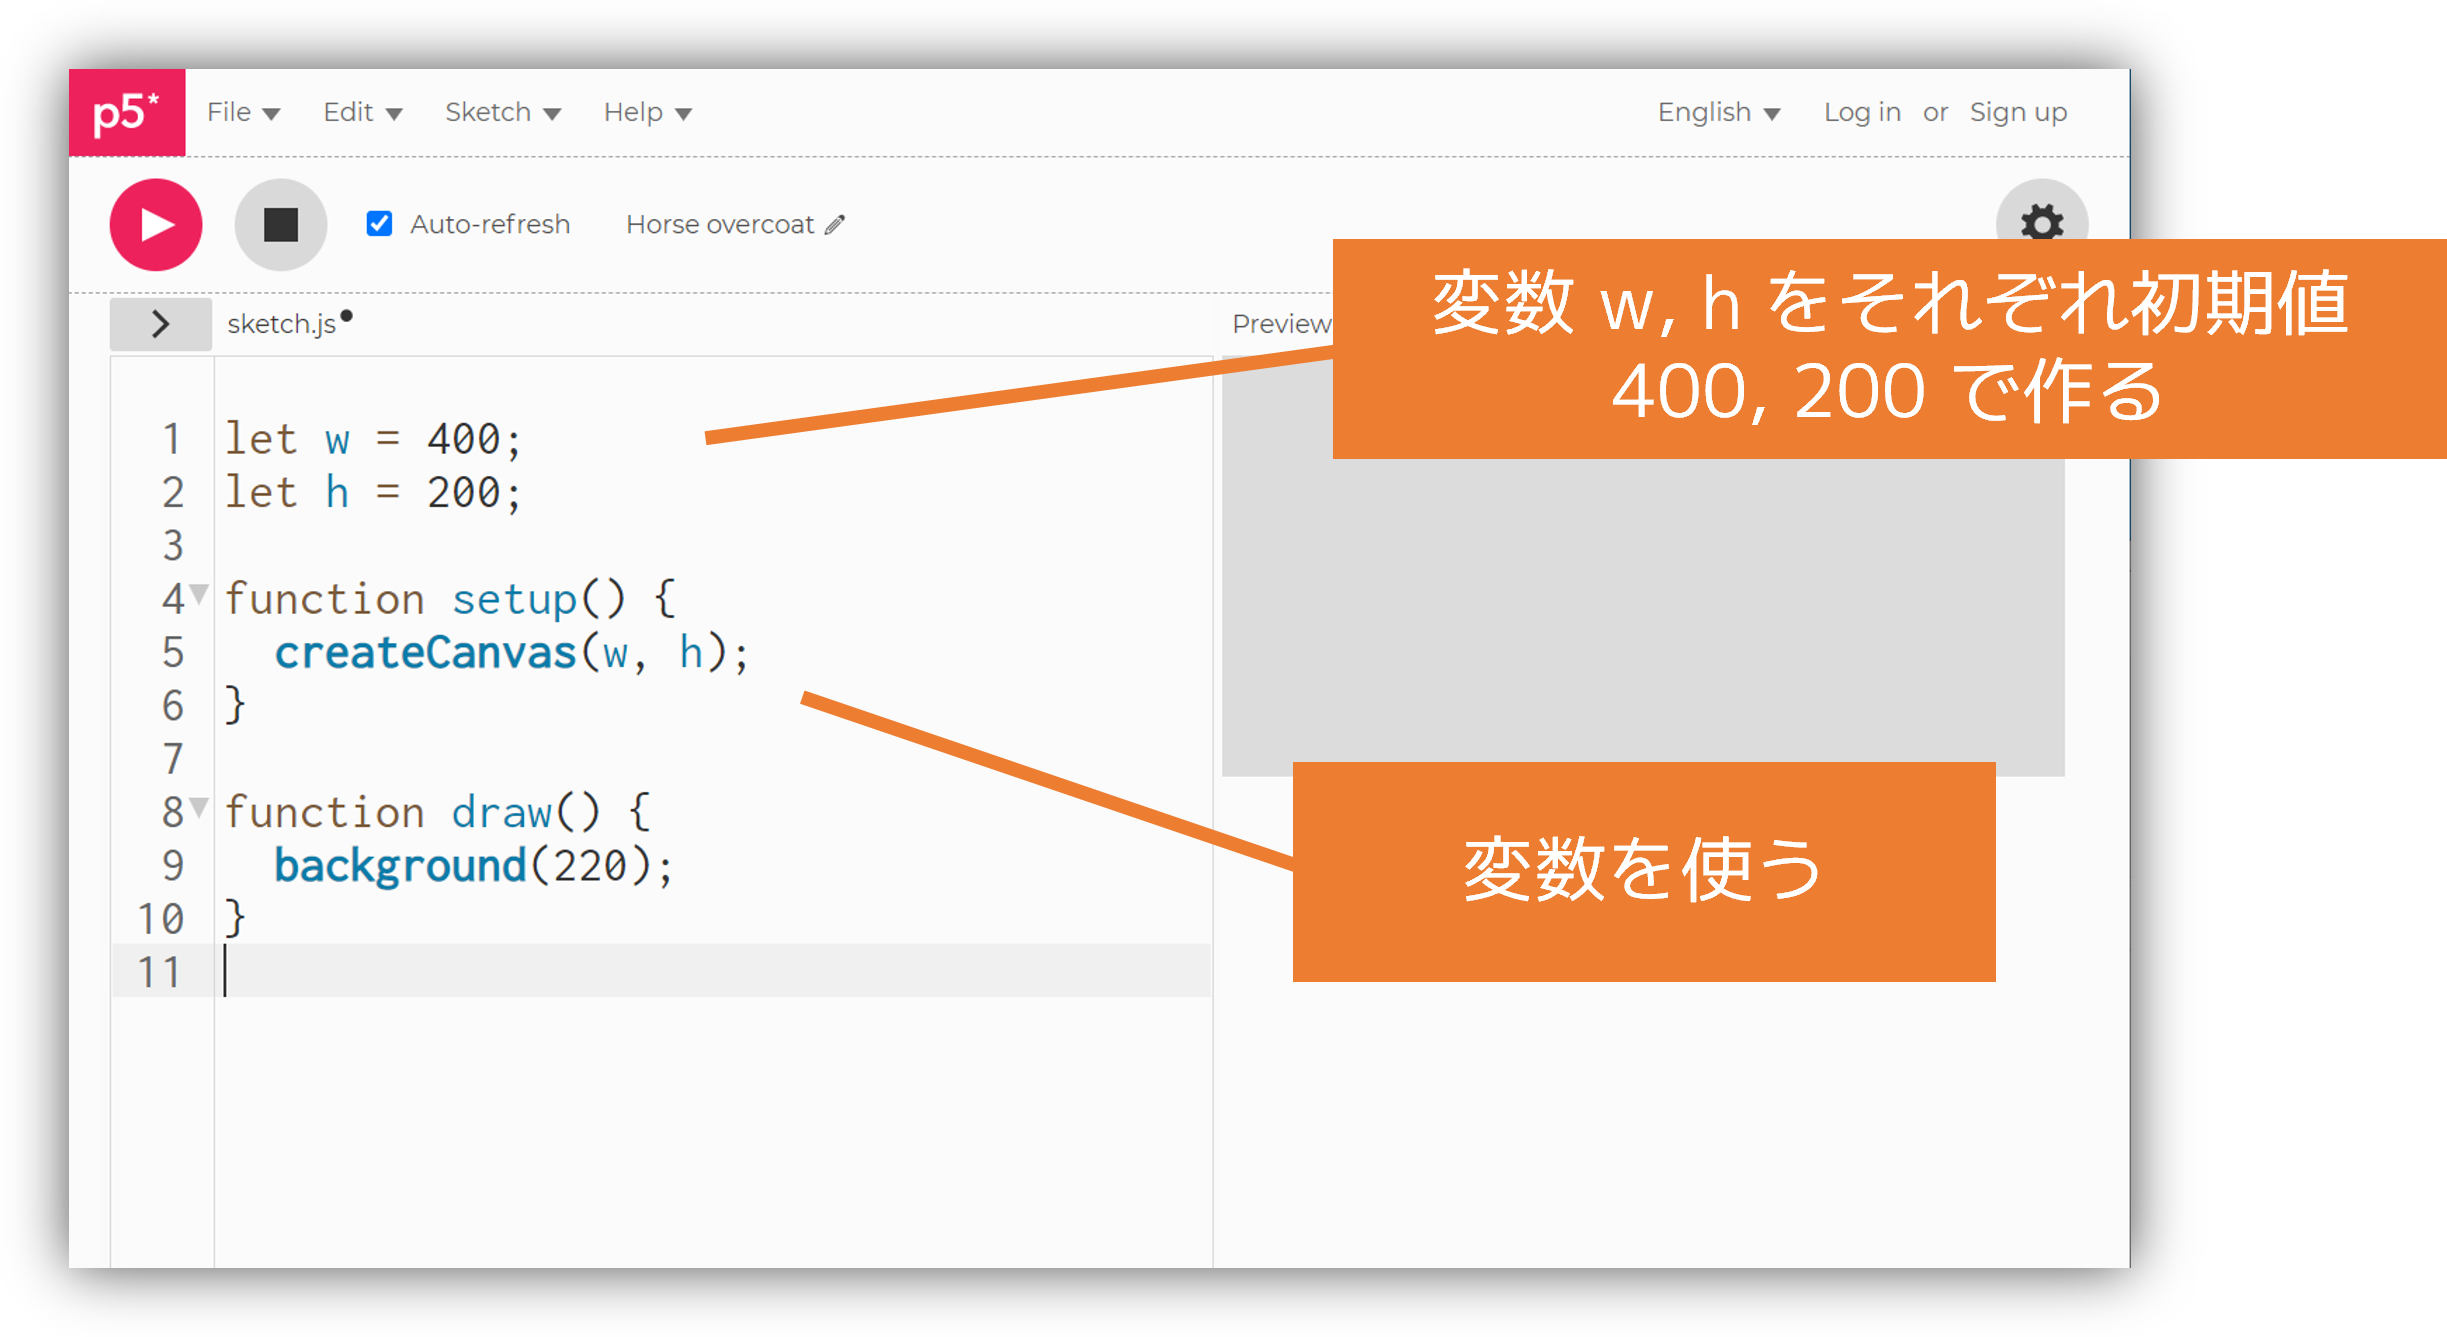 p5* File Edit Sketch Help English Log in or Sign up
Auto-refresh Horse overcoat
sketch.js
Preview
変数 w, h をそれぞれ初期値
400, 200 で作る
1 let w = 400;
2 let h = 200;
3
4 function setup() {
5 createCanvas(w, h);
6 }
7
8 function draw() {
9 background(220);
10 }
11
変数を使う